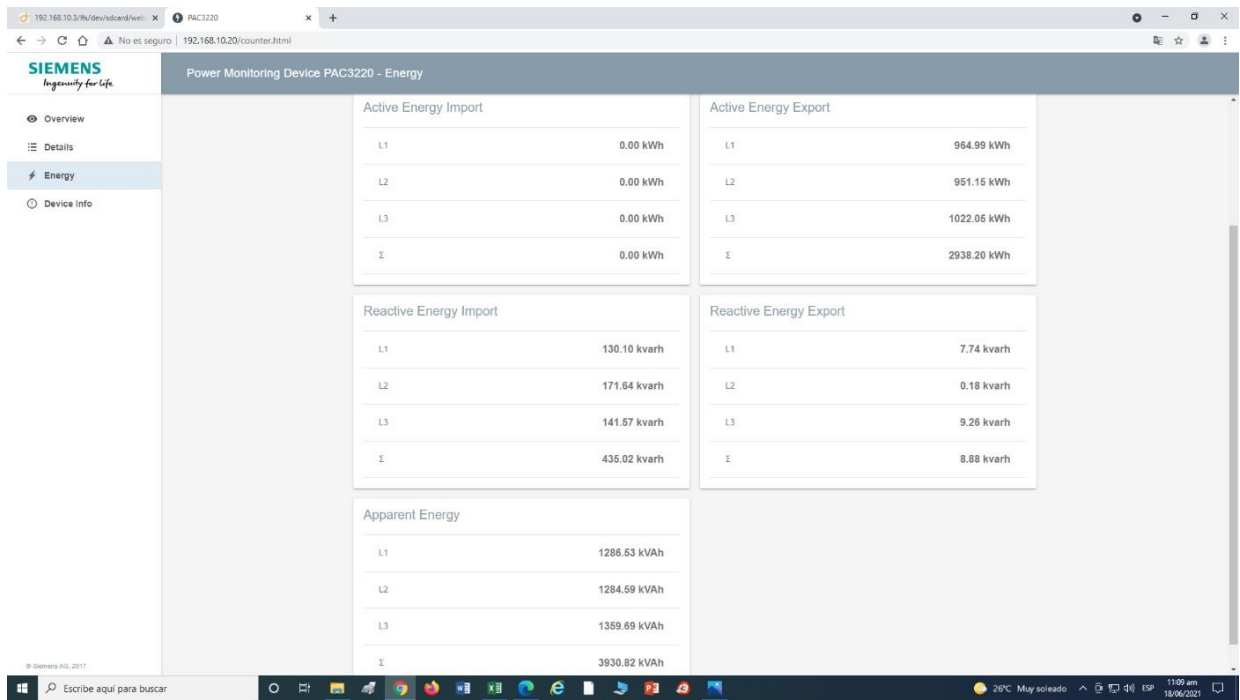 192.168.10.3/lfs/dev/sdcard/web
PAC3220
No es seguro | 192.168.10.20/counter.html
SIEMENS
Ingenuity for life
Power Monitoring Device PAC3220 - Energy
Overview
Details
Energy
Device Info
Active Energy Import
L1 0.00 kWh
L2 0.00 kWh
L3 0.00 kWh
Σ 0.00 kWh
Active Energy Export
L1 964.99 kWh
L2 951.15 kWh
L3 1022.05 kWh
Σ 2938.20 kWh
Reactive Energy Import
L1 130.10 kvarh
L2 171.64 kvarh
L3 141.57 kvarh
Σ 435.02 kvarh
Reactive Energy Export
L1 7.74 kvarh
L2 0.18 kvarh
L3 9.26 kvarh
Σ 8.88 kvarh
Apparent Energy
L1 1286.53 kVAh
L2 1284.59 kVAh
L3 1359.69 kVAh
Σ 3930.82 kVAh
© Siemens AG, 2017
Escribe aquí para buscar
26°C Muy soleado
ESP
11:09 am
18/06/2021